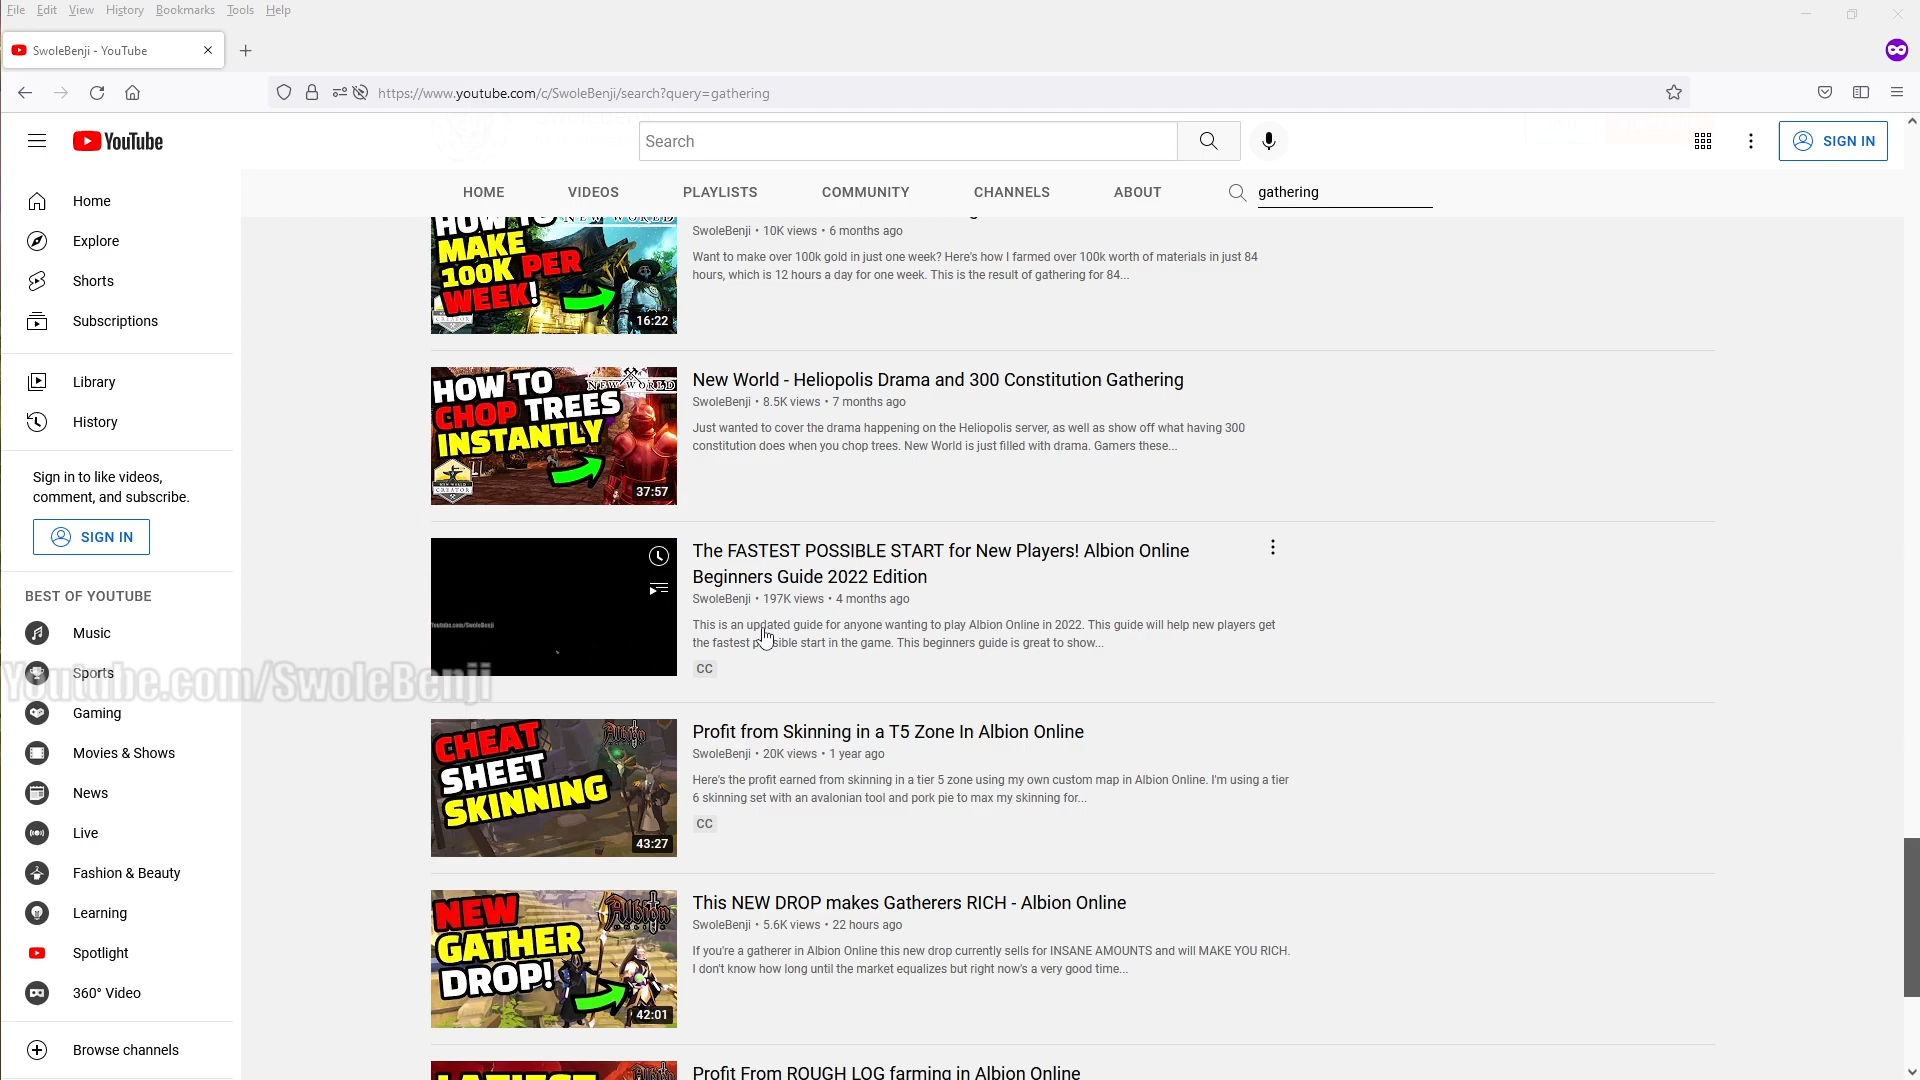 File Edit View History Bookmarks Tools Help
SwoleBenji - YouTube
https://www.youtube.com/c/SwoleBenji/search?query=gathering
YouTube
Search
SIGN IN
HOME VIDEOS PLAYLISTS COMMUNITY CHANNELS ABOUT gathering
Home
Explore
Shorts
Subscriptions
Library
History
Sign in to like videos,
comment, and subscribe.
SIGN IN
BEST OF YOUTUBE
Music
Sports
Gaming
Movies & Shows
News
Live
Fashion & Beauty
Learning
Spotlight
360° Video
Browse channels
Youtube.com/SwoleBenji
HOW TO
NEW WORLD
MAKE
100K PER
WEEK!
16:22
SwoleBenji • 10K views • 6 months ago
Want to make over 100k gold in just one week? Here's how I farmed over 100k worth of materials in just 84
hours, which is 12 hours a day for one week. This is the result of gathering for 84...
HOW TO
NEW WORLD
CHOP TREES
INSTANTLY
NEW WORLD
CREATOR
37:57
New World - Heliopolis Drama and 300 Constitution Gathering
SwoleBenji • 8.5K views • 7 months ago
Just wanted to cover the drama happening on the Heliopolis server, as well as show off what having 300
constitution does when you chop trees. New World is just filled with drama. Gamers these...
Youtube.com/SwoleBenji
The FASTEST POSSIBLE START for New Players! Albion Online
Beginners Guide 2022 Edition
SwoleBenji • 197K views • 4 months ago
This is an updated guide for anyone wanting to play Albion Online in 2022. This guide will help new players get
the fastest possible start in the game. This beginners guide is great to show...
CC
CHEAT
SHEET
SKINNING
Albion
43:27
Profit from Skinning in a T5 Zone In Albion Online
SwoleBenji • 20K views • 1 year ago
Here's the profit earned from skinning in a tier 5 zone using my own custom map in Albion Online. I'm using a tier
6 skinning set with an avalonian tool and pork pie to max my skinning for...
CC
NEW
GATHER
DROP!
Albion
42:01
This NEW DROP makes Gatherers RICH - Albion Online
SwoleBenji • 5.6K views • 22 hours ago
If you're a gatherer in Albion Online this new drop currently sells for INSANE AMOUNTS and will MAKE YOU RICH.
I don't know how long until the market equalizes but right now's a very good time...
Profit From ROUGH LOG farming in Albion Online